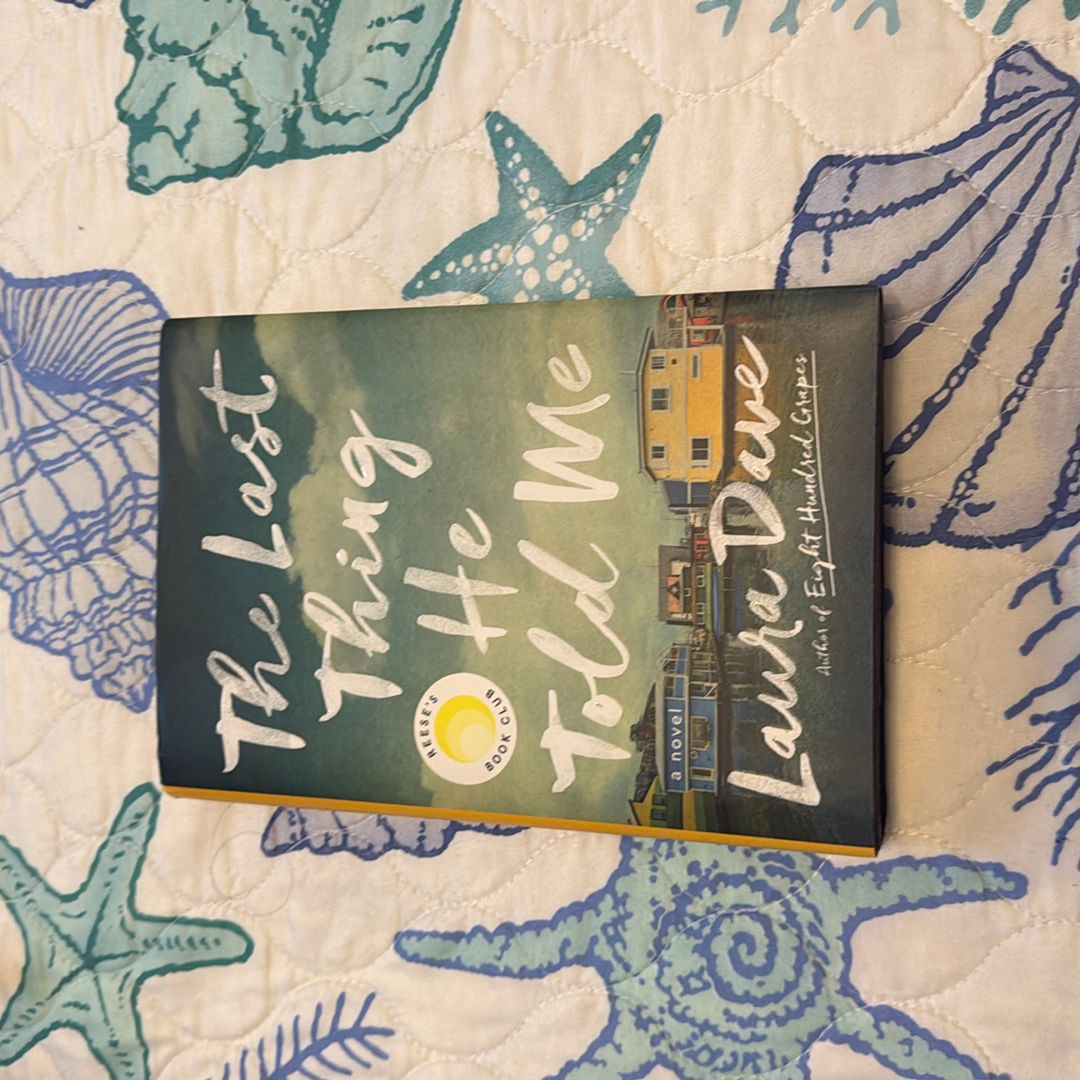 The Last
Thing
He
Told Me
REESE'S
BOOK CLUB
a novel
Laura Dave
Author of Eight Hundred Grapes